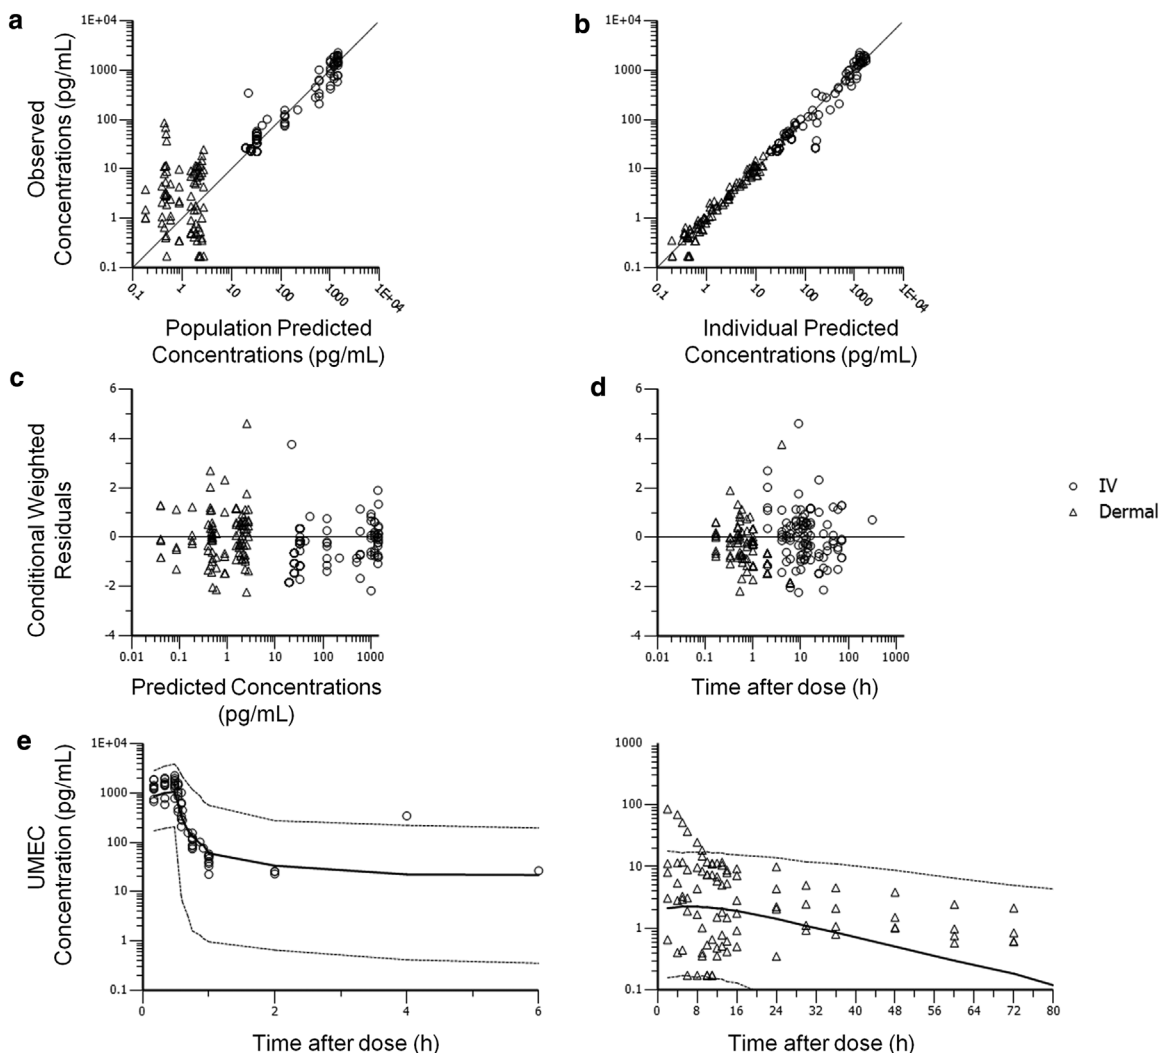 a
1E+04
1000
100
10
1
0.1
Observed
Concentrations (pg/mL)
0.1
1
10
100
1000
1E+04
Population Predicted
Concentrations (pg/mL)
b
1E+04
1000
100
10
1
0.1
0.1
1
10
100
1000
1E+04
Individual Predicted
Concentrations (pg/mL)
c
6
4
2
0
-2
-4
Conditional Weighted
Residuals
0.01
0.1
1
10
100
1000
Predicted Concentrations
(pg/mL)
d
6
4
2
0
-2
-4
0.01
0.1
1
10
100
1000
Time after dose (h)
IV
Dermal
e
1E+04
1000
100
10
1
0.1
UMEC
Concentration (pg/mL)
0
2
4
6
Time after dose (h)
1000
100
10
1
0.1
0
8
16
24
32
40
48
56
64
72
80
Time after dose (h)